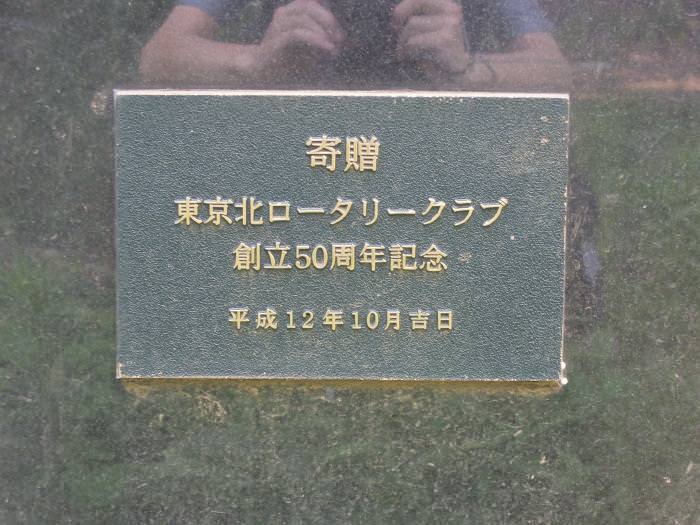 寄贈
東京北ロータリークラブ
創立50周年記念
平成12年10月吉日